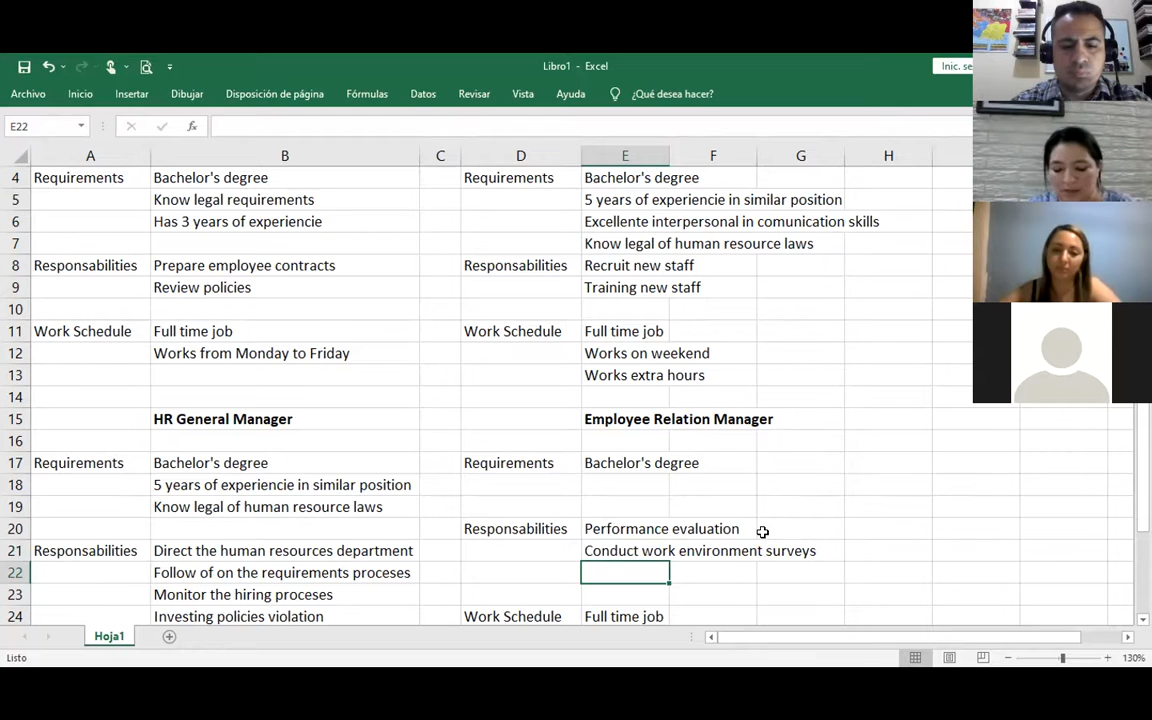 Libro1 - Excel
Inic. se
Archivo Inicio Insertar Dibujar Disposición de página Fórmulas Datos Revisar Vista Ayuda ¿Qué desea hacer?
E22 fx
A B C D E F G H
4 Requirements Bachelor's degree Requirements Bachelor's degree
5 Know legal requirements 5 years of experiencie in similar position
6 Has 3 years of experiencie Excellente interpersonal in comunication skills
7 Know legal of human resource laws
8 Responsabilities Prepare employee contracts Responsabilities Recruit new staff
9 Review policies Training new staff
10
11 Work Schedule Full time job Work Schedule Full time job
12 Works from Monday to Friday Works on weekend
13 Works extra hours
14
15 HR General Manager Employee Relation Manager
16
17 Requirements Bachelor's degree Requirements Bachelor's degree
18 5 years of experiencie in similar position
19 Know legal of human resource laws
20 Responsabilities Performance evaluation
21 Responsabilities Direct the human resources department Conduct work environment surveys
22 Follow of on the requirements proceses
23 Monitor the hiring proceses
24 Investing policies violation Work Schedule Full time job
Hoja1
Listo 130%